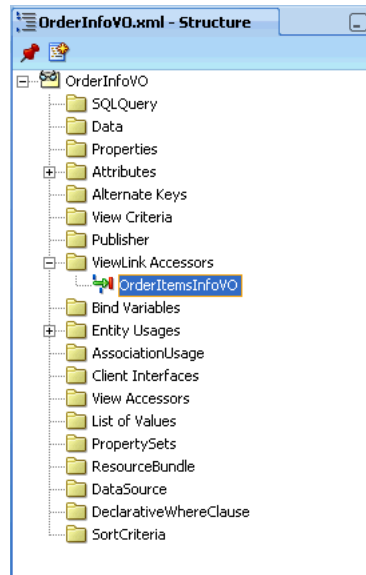 OrderInfoVO.xml - Structure
OrderInfoVO
SQLQuery
Data
Properties
Attributes
Alternate Keys
View Criteria
Publisher
ViewLink Accessors
OrderItemsInfoVO
Bind Variables
Entity Usages
AssociationUsage
Client Interfaces
View Accessors
List of Values
PropertySets
ResourceBundle
DataSource
DeclarativeWhereClause
SortCriteria